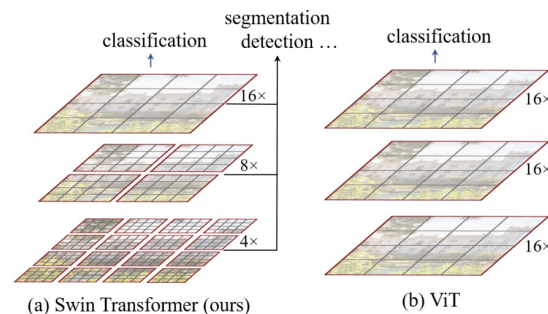 segmentation
classification
detection ...
classification
16×
16×
8×
16×
4×
16×
(a) Swin Transformer (ours)
(b) ViT